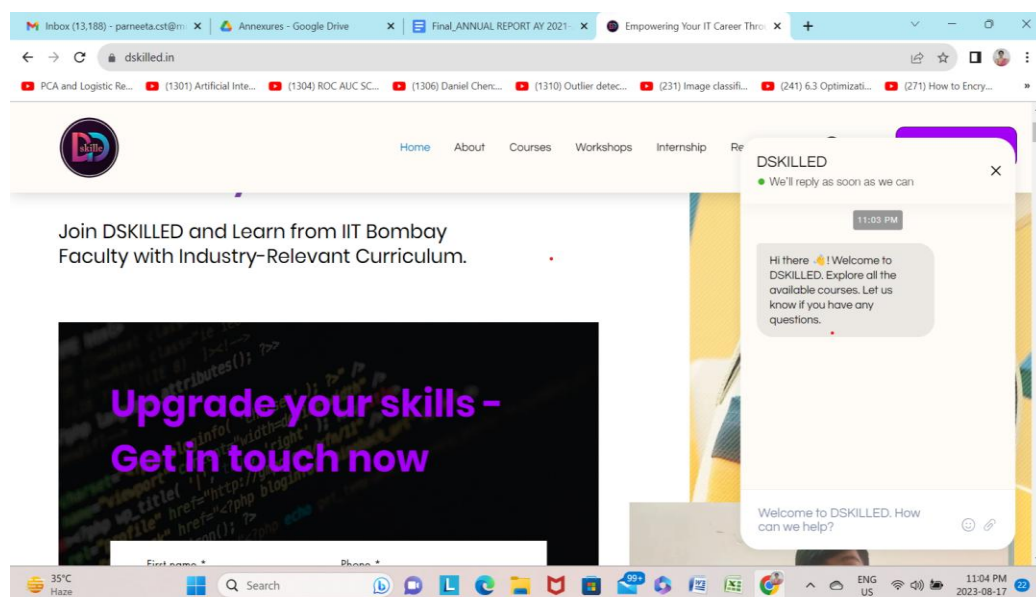 Inbox (13,188) - parneeta.cst@m
Annexures - Google Drive
Final_ANNUAL REPORT AY 2021-
Empowering Your IT Career Thro
dskilled.in
PCA and Logistic Re...
(1301) Artificial Inte...
(1304) ROC AUC SC...
(1306) Daniel Chen:...
(1310) Outlier detec...
(231) Image classifi...
(241) 6.3 Optimizati...
(271) How to Encry...
skille
Home
About
Courses
Workshops
Internship
Re
DSKILLED
We'll reply as soon as we can
11:03 PM
Hi there 👋! Welcome to
DSKILLED. Explore all the
available courses. Let us
know if you have any
questions.
Welcome to DSKILLED. How
can we help?
Join DSKILLED and Learn from IIT Bombay
Faculty with Industry-Relevant Curriculum.
Upgrade your skills -
Get in touch now
First name *
Phone *
35°C
Haze
Search
99+
ENG
US
11:04 PM
2023-08-17
22